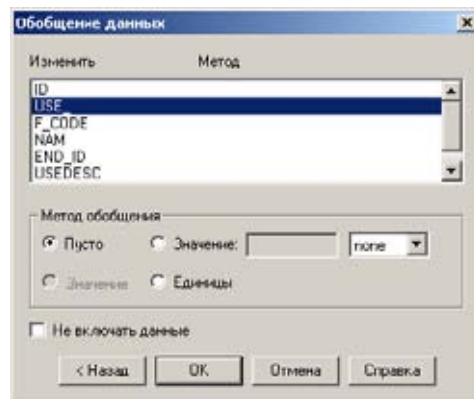 Обобщение данных
Изменить Метод
ID
USE_
F_CODE
NAM
END_ID
USEDESC
Метод обобщения
Пусто Значение: none
Значение Единицы
Не включать данные
< Назад OK Отмена Справка